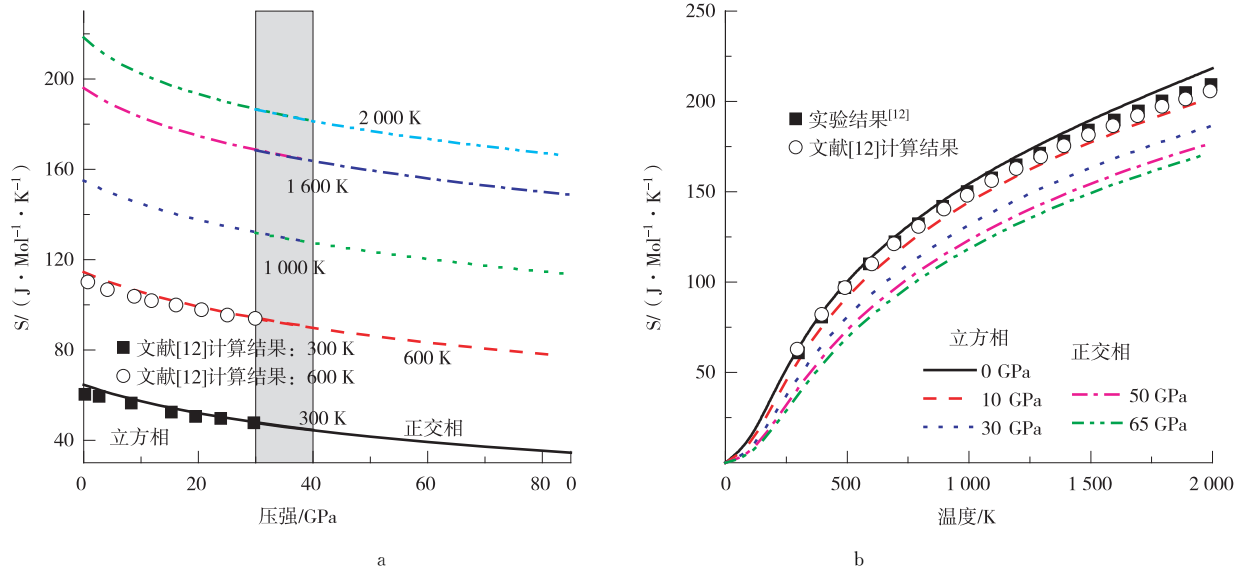 a
S/（J·Mol⁻¹·K⁻¹）
200
160
120
80
40
2 000 K
1 600 K
1 000 K
600 K
文献[12]计算结果：300 K
文献[12]计算结果：600 K
300 K
立方相
正交相
0 20 40 60 80 0
压强/GPa
a
b
S/（J·Mol⁻¹·K⁻¹）
250
200
150
100
50
实验结果[12]
文献[12]计算结果
立方相 正交相
0 GPa
10 GPa 50 GPa
30 GPa 65 GPa
0 500 1 000 1 500 2 000
温度/K
b